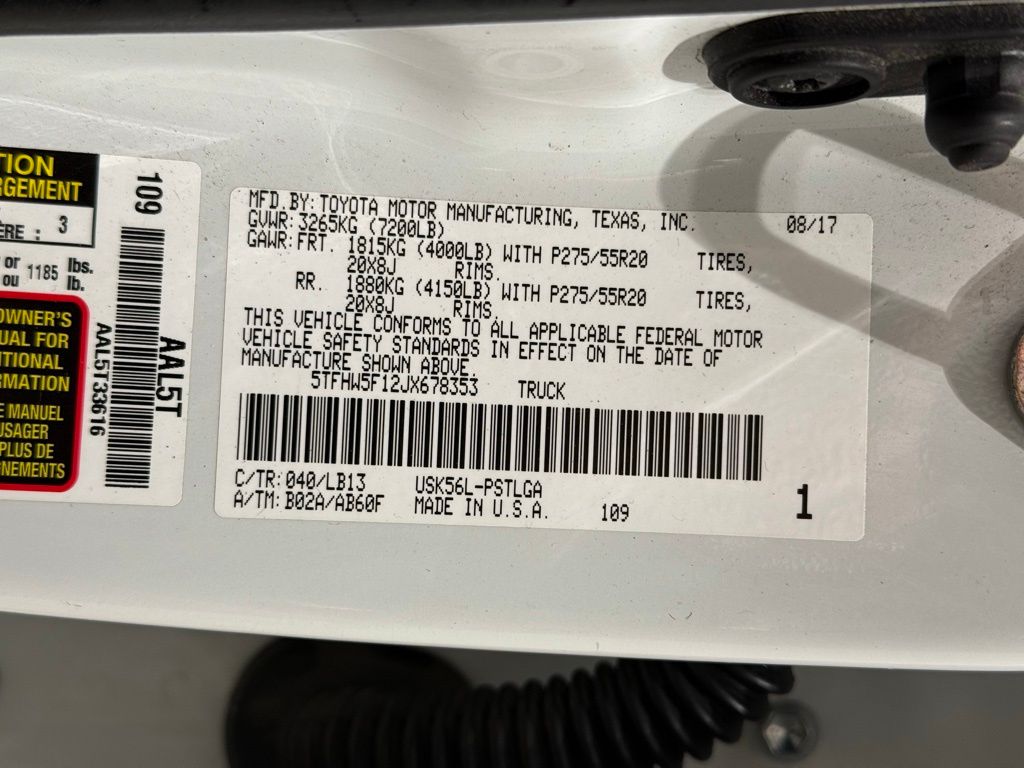 TION
RGEMENT
ERE : 3
or 1185 lbs.
ou lb.
OWNER'S
UAL FOR
ITIONAL
RMATION
E MANUEL
USAGER
PLUS DE
GNEMENTS
109
AAL5T
AAL5T33616
MFD.BY:TOYOTA MOTOR MANUFACTURING, TEXAS, INC. 08/17
GVWR:3265KG (7200LB)
GAWR:FRT. 1815KG (4000LB) WITH P275/55R20 TIRES,
20X8J RIMS.
RR. 1880KG (4150LB) WITH P275/55R20 TIRES,
20X8J RIMS.
THIS VEHICLE CONFORMS TO ALL APPLICABLE FEDERAL MOTOR
VEHICLE SAFETY STANDARDS IN EFFECT ON THE DATE OF
MANUFACTURE SHOWN ABOVE.
5TFHW5F12JX678353 TRUCK
C/TR:040/LB13 USK56L-PSTLGA
A/TM:B02A/AB60F MADE IN U.S.A. 109 1